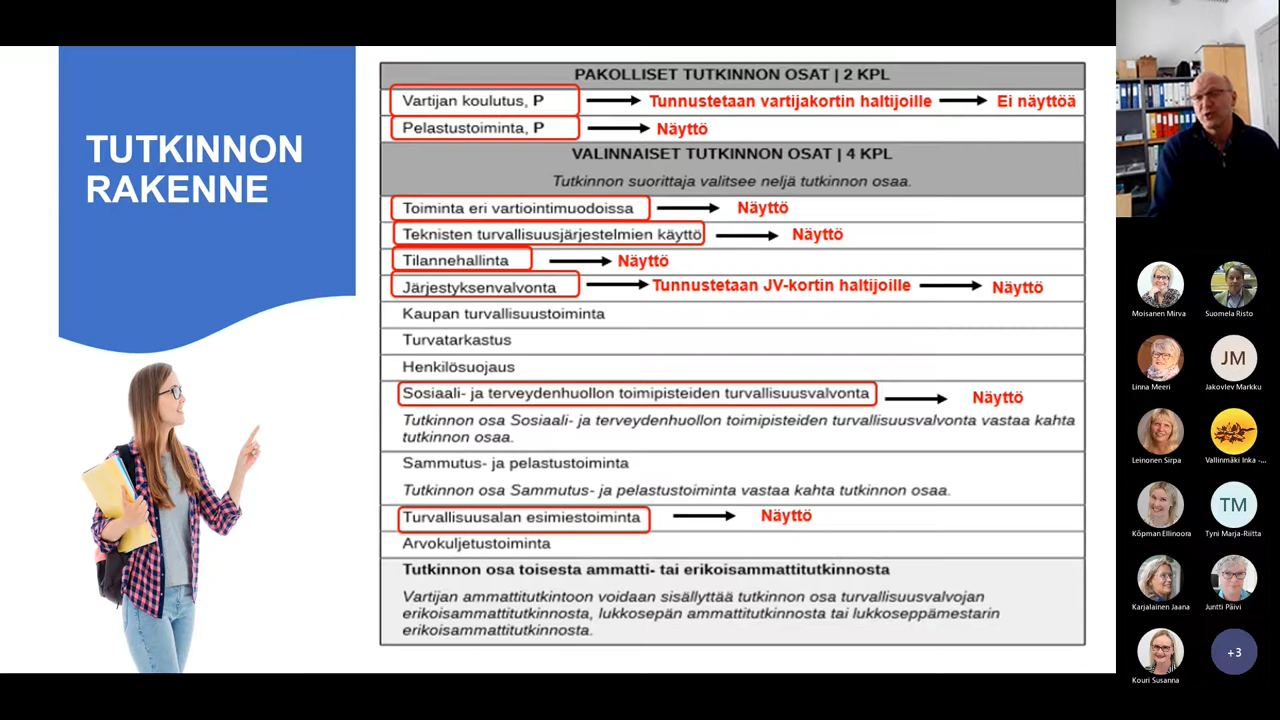 TUTKINNON
RAKENNE
PAKOLLISET TUTKINNON OSAT | 2 KPL
Vartijan koulutus, P Tunnustetaan vartijakortin haltijoille Ei näyttöä
Pelastustoiminta, P Näyttö
VALINNAISET TUTKINNON OSAT | 4 KPL
Tutkinnon suorittaja valitsee neljä tutkinnon osaa.
Toiminta eri vartiointimuodoissa Näyttö
Teknisten turvallisuusjärjestelmien käyttö Näyttö
Tilannehallinta Näyttö
Järjestyksenvalvonta Tunnustetaan JV-kortin haltijoille Näyttö
Kaupan turvallisuustoiminta
Turvatarkastus
Henkilösuojaus
Sosiaali- ja terveydenhuollon toimipisteiden turvallisuusvalvonta Näyttö
Tutkinnon osa Sosiaali- ja terveydenhuollon toimipisteiden turvallisuusvalvonta vastaa kahta
tutkinnon osaa.
Sammutus- ja pelastustoiminta
Tutkinnon osa Sammutus- ja pelastustoiminta vastaa kahta tutkinnon osaa.
Turvallisuusalan esimiestoiminta Näyttö
Arvokuljetustoiminta
Tutkinnon osa toisesta ammatti- tai erikoisammattitutkinnosta
Vartijan ammattitutkintoon voidaan sisällyttää tutkinnon osa turvallisuusvalvojan
erikoisammattitutkinnosta, lukkosepän ammattitutkinnosta tai lukkoseppämestarin
erikoisammattitutkinnosta.
Moisanen Mirva Suomela Risto
JM
Linna Meeri Jakovlev Markku
Leinonen Sirpa Vallinmäki Inka -...
TM
Köpman Ellinoora Tyni Marja-Riitta
Karjalainen Jaana Juntti Päivi
+3
Kouri Susanna